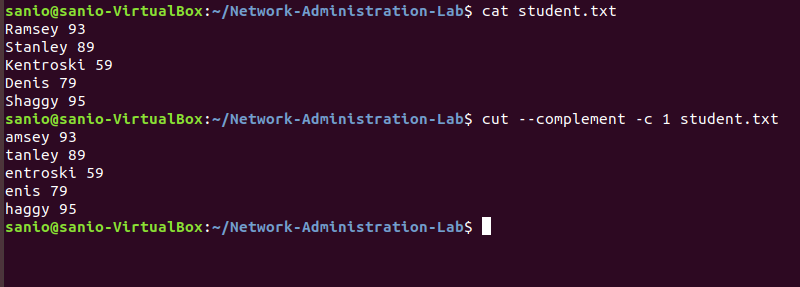 sanio@sanio-VirtualBox:~/Network-Administration-Lab$ cat student.txt
Ramsey 93
Stanley 89
Kentroski 59
Denis 79
Shaggy 95
sanio@sanio-VirtualBox:~/Network-Administration-Lab$ cut --complement -c 1 student.txt
amsey 93
tanley 89
entroski 59
enis 79
haggy 95
sanio@sanio-VirtualBox:~/Network-Administration-Lab$